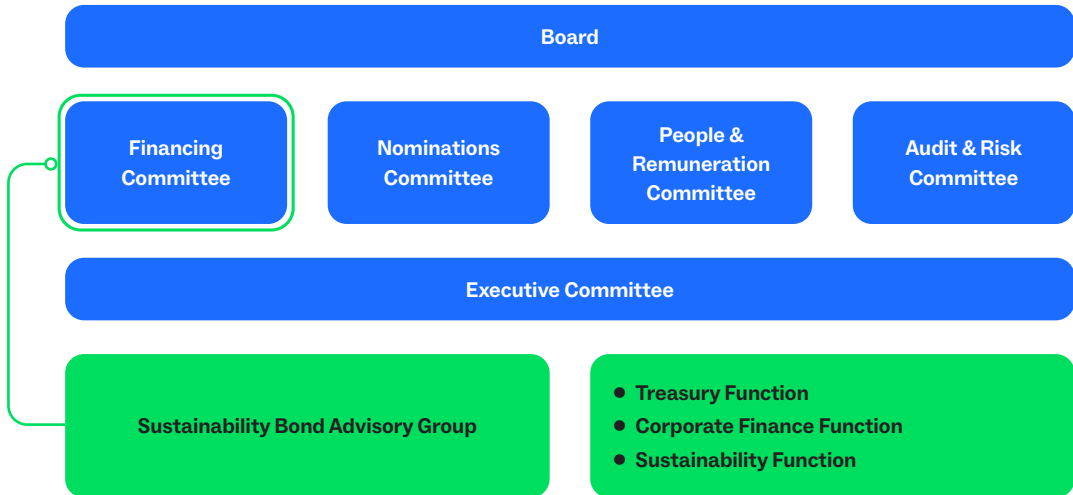 Board
Financing
Committee
Nominations
Committee
People &
Remuneration
Committee
Audit & Risk
Committee
Executive Committee
Sustainability Bond Advisory Group
● Treasury Function
● Corporate Finance Function
● Sustainability Function